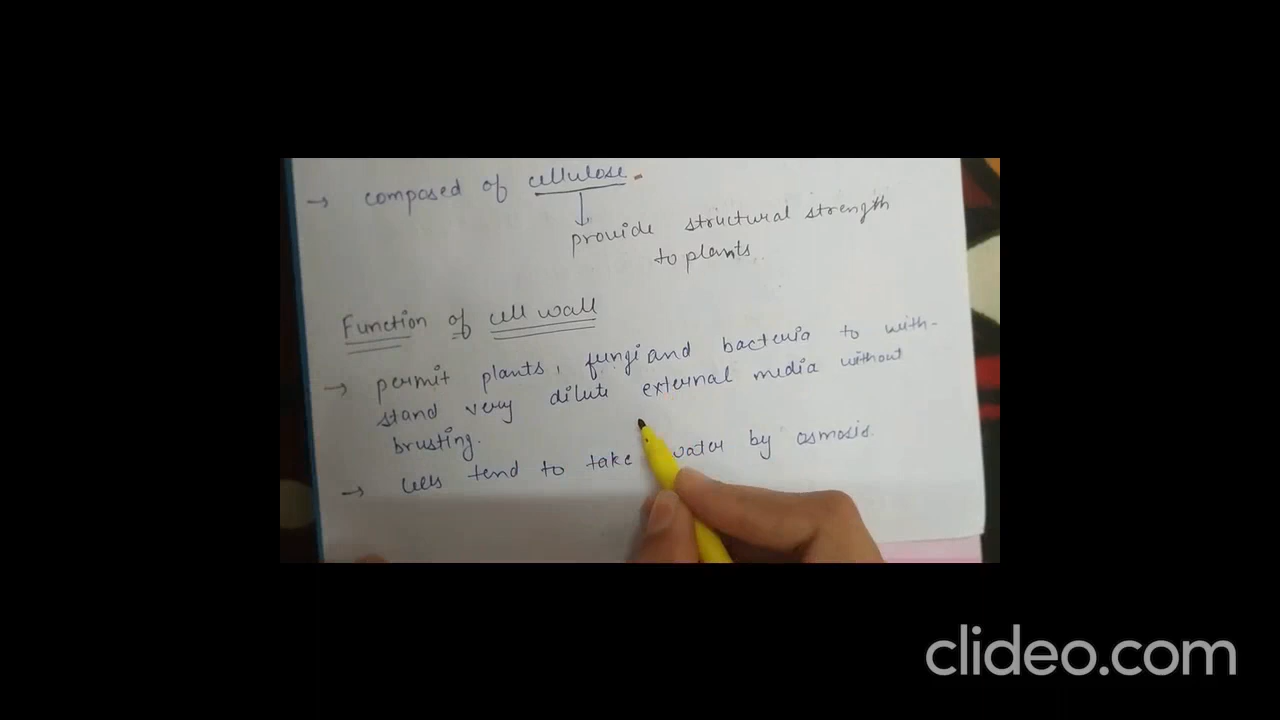 → composed of cellulose.
provide structural strength
to plants
Function of cell wall
→ permit plants, fungi and bacteria to with-
stand very dilute external media without
brusting.
→ cells tend to take water by osmosis.
clideo.com